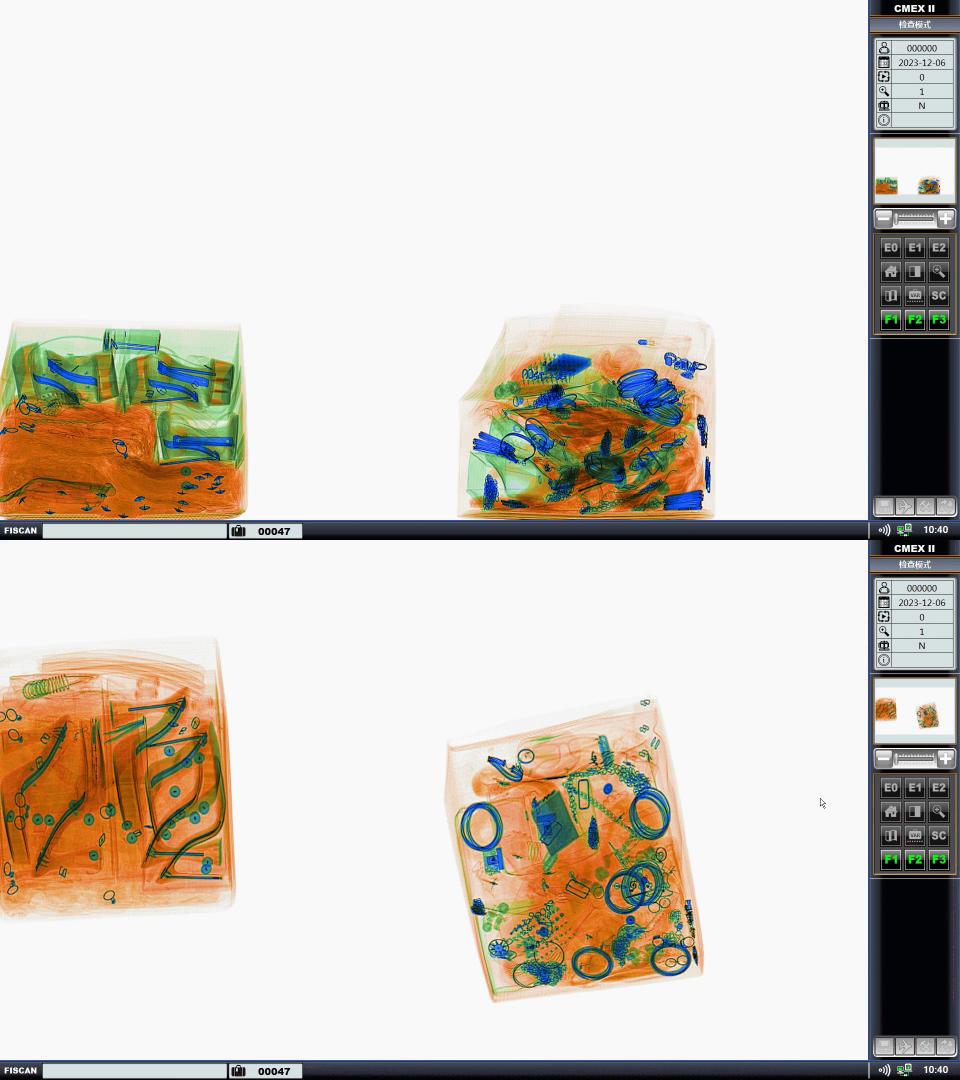 CMEX II
检查模式
000000
2023-12-06
0
1
N
E0 E1 E2
VAR SC
F1 F2 F3
FISCAN
00047
10:40
CMEX II
检查模式
000000
2023-12-06
0
1
N
E0 E1 E2
VAR SC
F1 F2 F3
FISCAN
00047
10:40